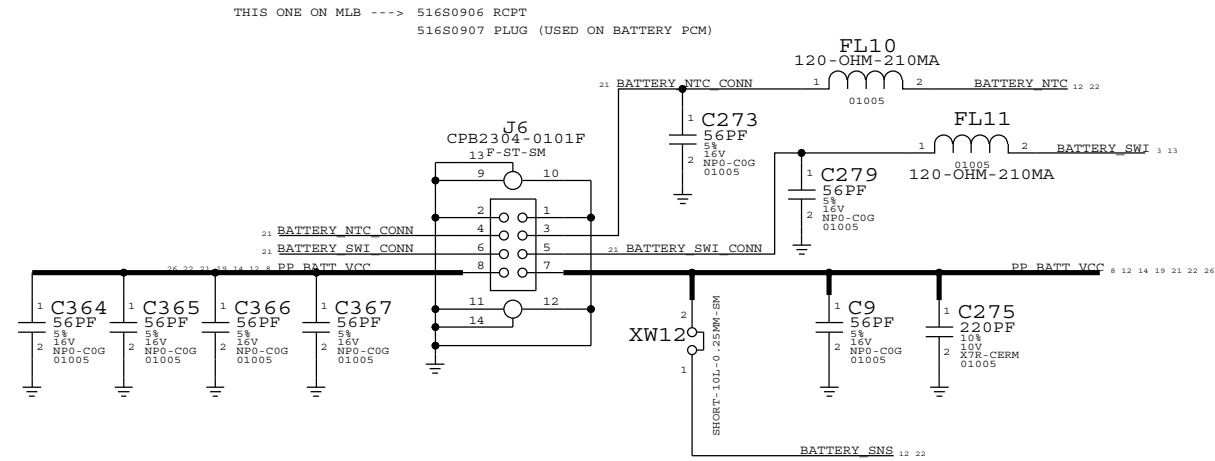 THIS ONE ON MLB ---> 516S0906 RCPT
516S0907 PLUG (USED ON BATTERY PCM)
FL10
120-OHM-210MA
21 BATTERY_NTC_CONN
1
2
BATTERY_NTC 12 22
01005
FL11
1
2
BATTERY_SWI 3 13
01005
120-OHM-210MA
1 C273
56PF
5%
16V
2 NP0-C0G
01005
1 C279
56PF
5%
16V
2 NP0-C0G
01005
J6
CPB2304-0101F
13 F-ST-SM
9 10
2 1
4 3
6 5
8 7
11 12
14
21 BATTERY_NTC_CONN
21 BATTERY_SWI_CONN
21 BATTERY_SWI_CONN
26 22 21 19 14 12 8 PP_BATT_VCC
PP_BATT_VCC 8 12 14 19 21 22 26
1 C364
56PF
5%
16V
2 NP0-C0G
01005
1 C365
56PF
5%
16V
2 NP0-C0G
01005
1 C366
56PF
5%
16V
2 NP0-C0G
01005
1 C367
56PF
5%
16V
2 NP0-C0G
01005
2
XW12
1
SHORT-10L-0.25MM-SM
1 C9
56PF
5%
16V
2 NP0-C0G
01005
1 C275
220PF
10%
10V
2 X7R-CERM
01005
BATTERY_SNS 12 22